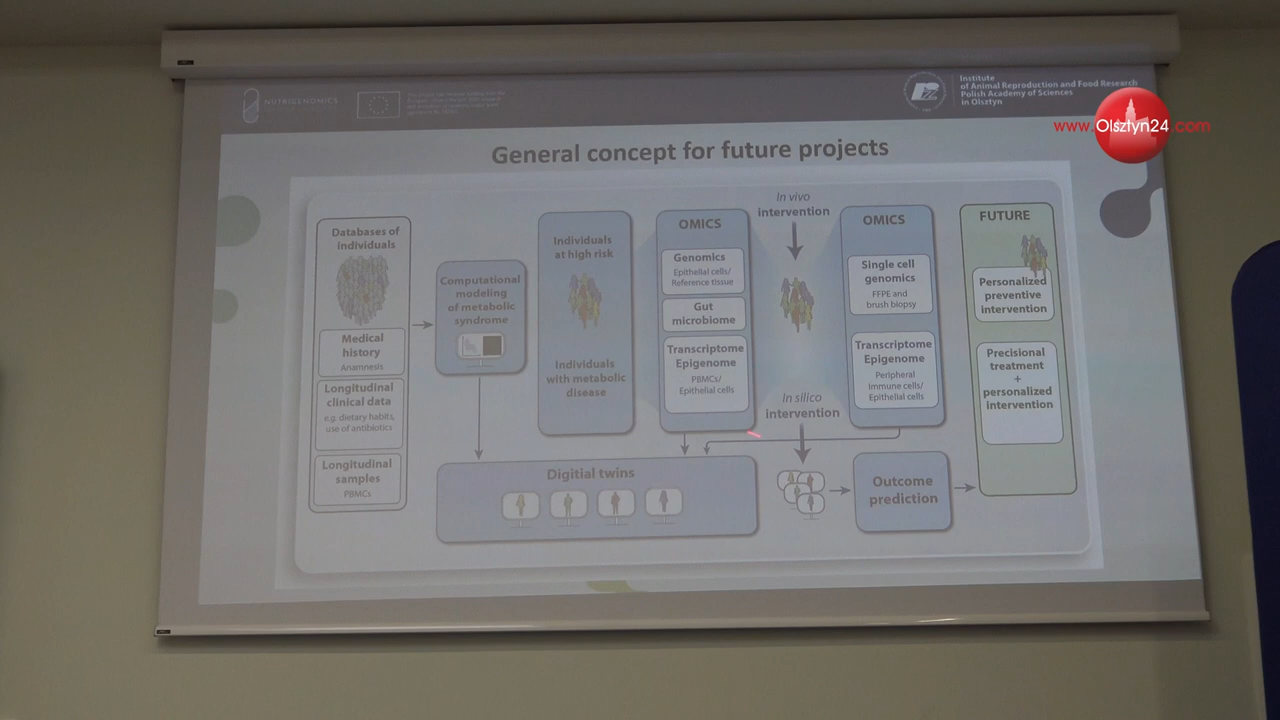 NUTRIGENOMICS
Institute
of Animal Reproduction and Food Research
Polish Academy of Sciences
in Olsztyn
www.Olsztyn24.com
General concept for future projects
Databases of
Individuals
Medical
history
Anamnesis
Longitudinal
clinical data
e.g. dietary habits,
use of antibiotics
Longitudinal
samples
PBMCs
Computational
modeling
of metabolic
syndrome
Individuals
at high risk
Individuals
with metabolic
disease
OMICS
Genomics
Epithelial cells/
Reference tissue
Gut
microbiome
Transcriptome
Epigenome
PBMCs/
Epithelial cells
In vivo
intervention
In silico
intervention
OMICS
Single cell
genomics
FFPE and
brush biopsy
Transcriptome
Epigenome
Peripheral
immune cells/
Epithelial cells
FUTURE
Personalized
preventive
intervention
Precisional
treatment
+
personalized
intervention
Digitial twins
Outcome
prediction